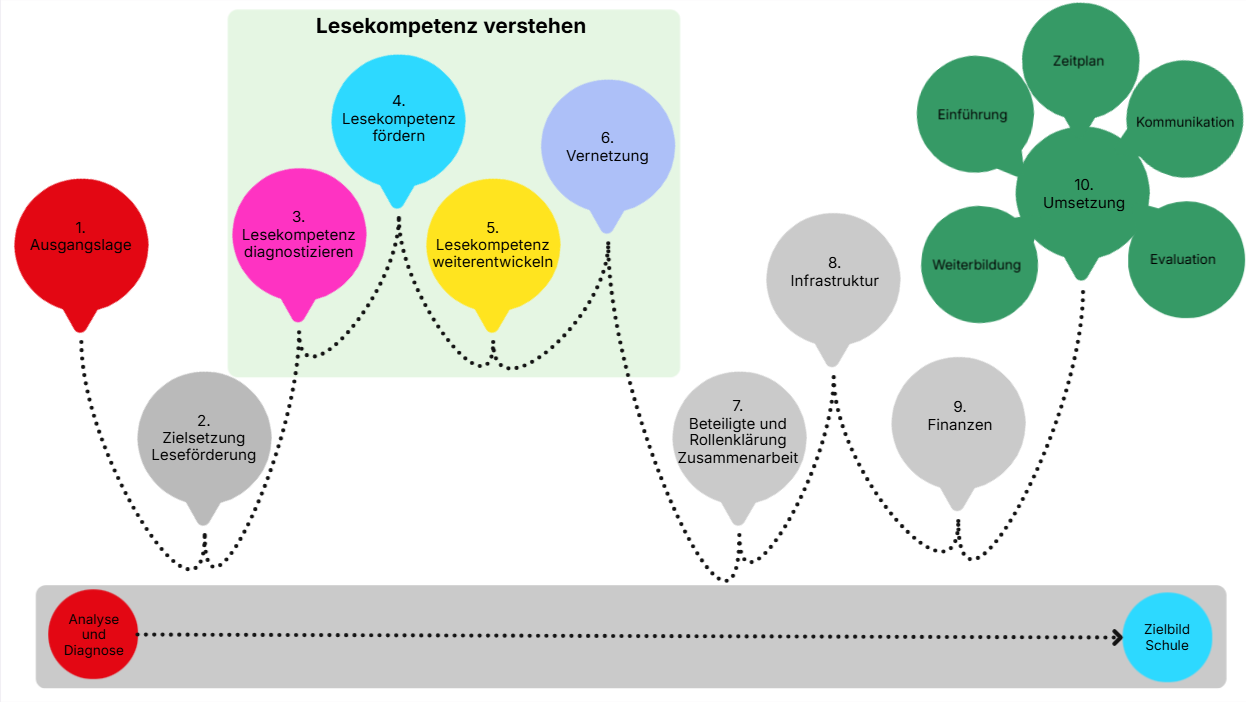 Lesekompetenz verstehen
1.
Ausgangslage
2.
Zielsetzung
Leseförderung
3.
Lesekompetenz
diagnostizieren
4.
Lesekompetenz
fördern
5.
Lesekompetenz
weiterentwickeln
6.
Vernetzung
7.
Beteiligte und
Rollenklärung
Zusammenarbeit
8.
Infrastruktur
9.
Finanzen
10.
Umsetzung
Einführung
Zeitplan
Kommunikation
Weiterbildung
Evaluation
Analyse
und
Diagnose
Zielbild
Schule